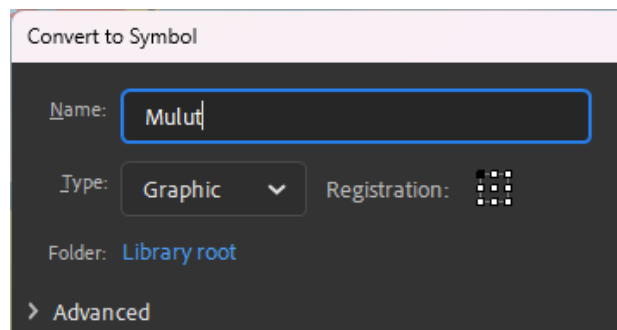 Convert to Symbol
Name: Mulut
Type: Graphic Registration:
Folder: Library root
Advanced